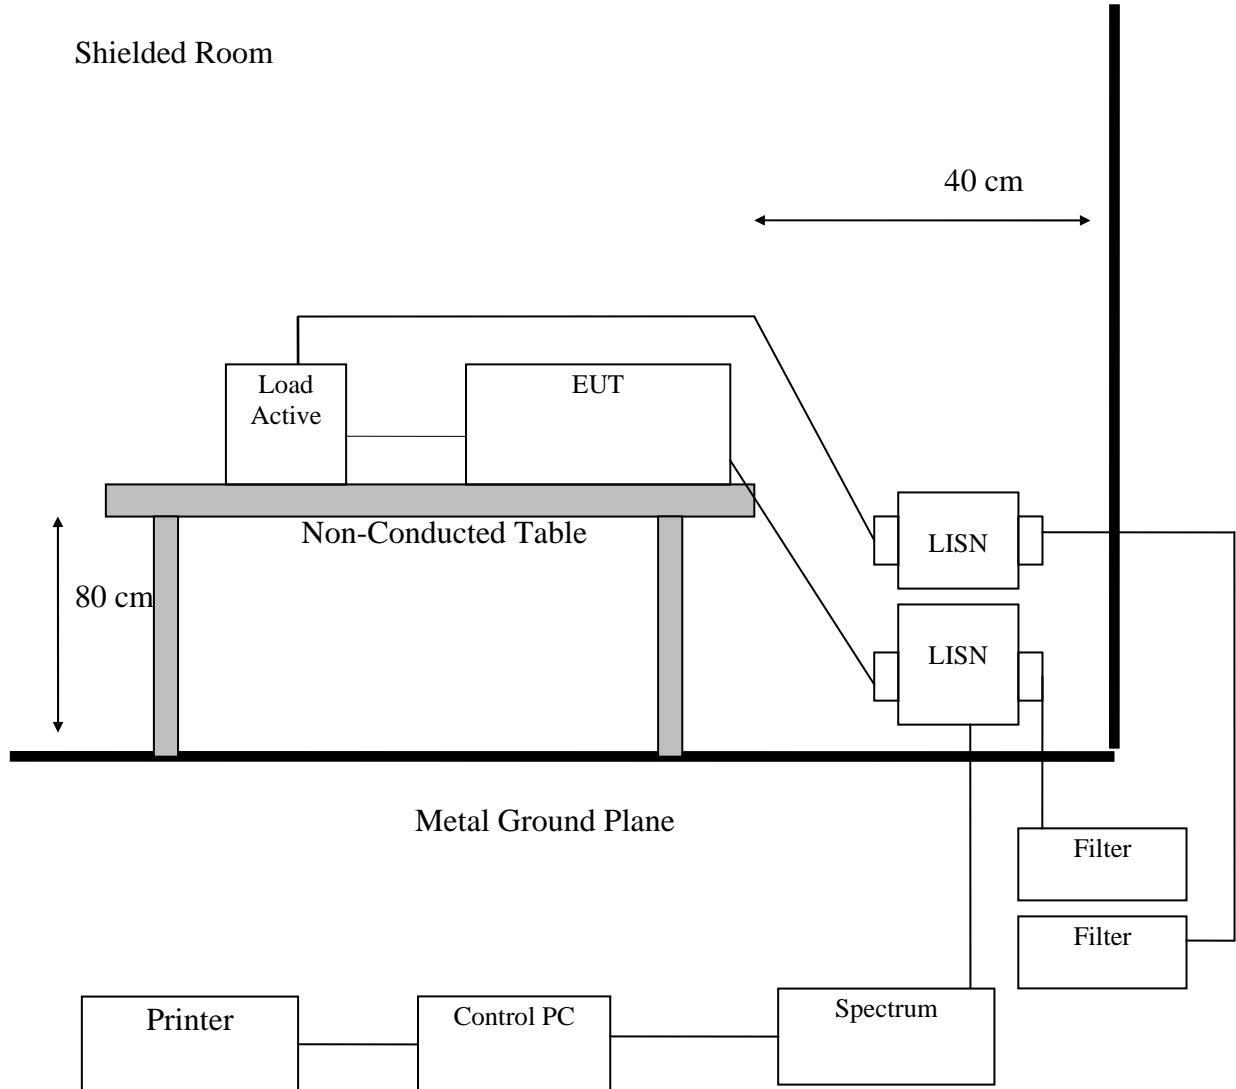 Shielded Room
40 cm
Load
Active
EUT
Non-Conducted Table
LISN
80 cm
LISN
Metal Ground Plane
Filter
Filter
Printer
Control PC
Spectrum